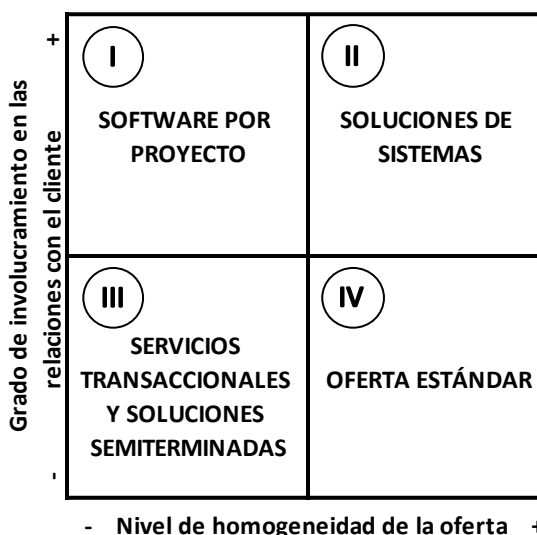 Grado de involucramiento en las
relaciones con el cliente
+
-
I
SOFTWARE POR
PROYECTO
II
SOLUCIONES DE
SISTEMAS
III
SERVICIOS
TRANSACCIONALES
Y SOLUCIONES
SEMITERMINADAS
IV
OFERTA ESTÁNDAR
- Nivel de homogeneidad de la oferta +